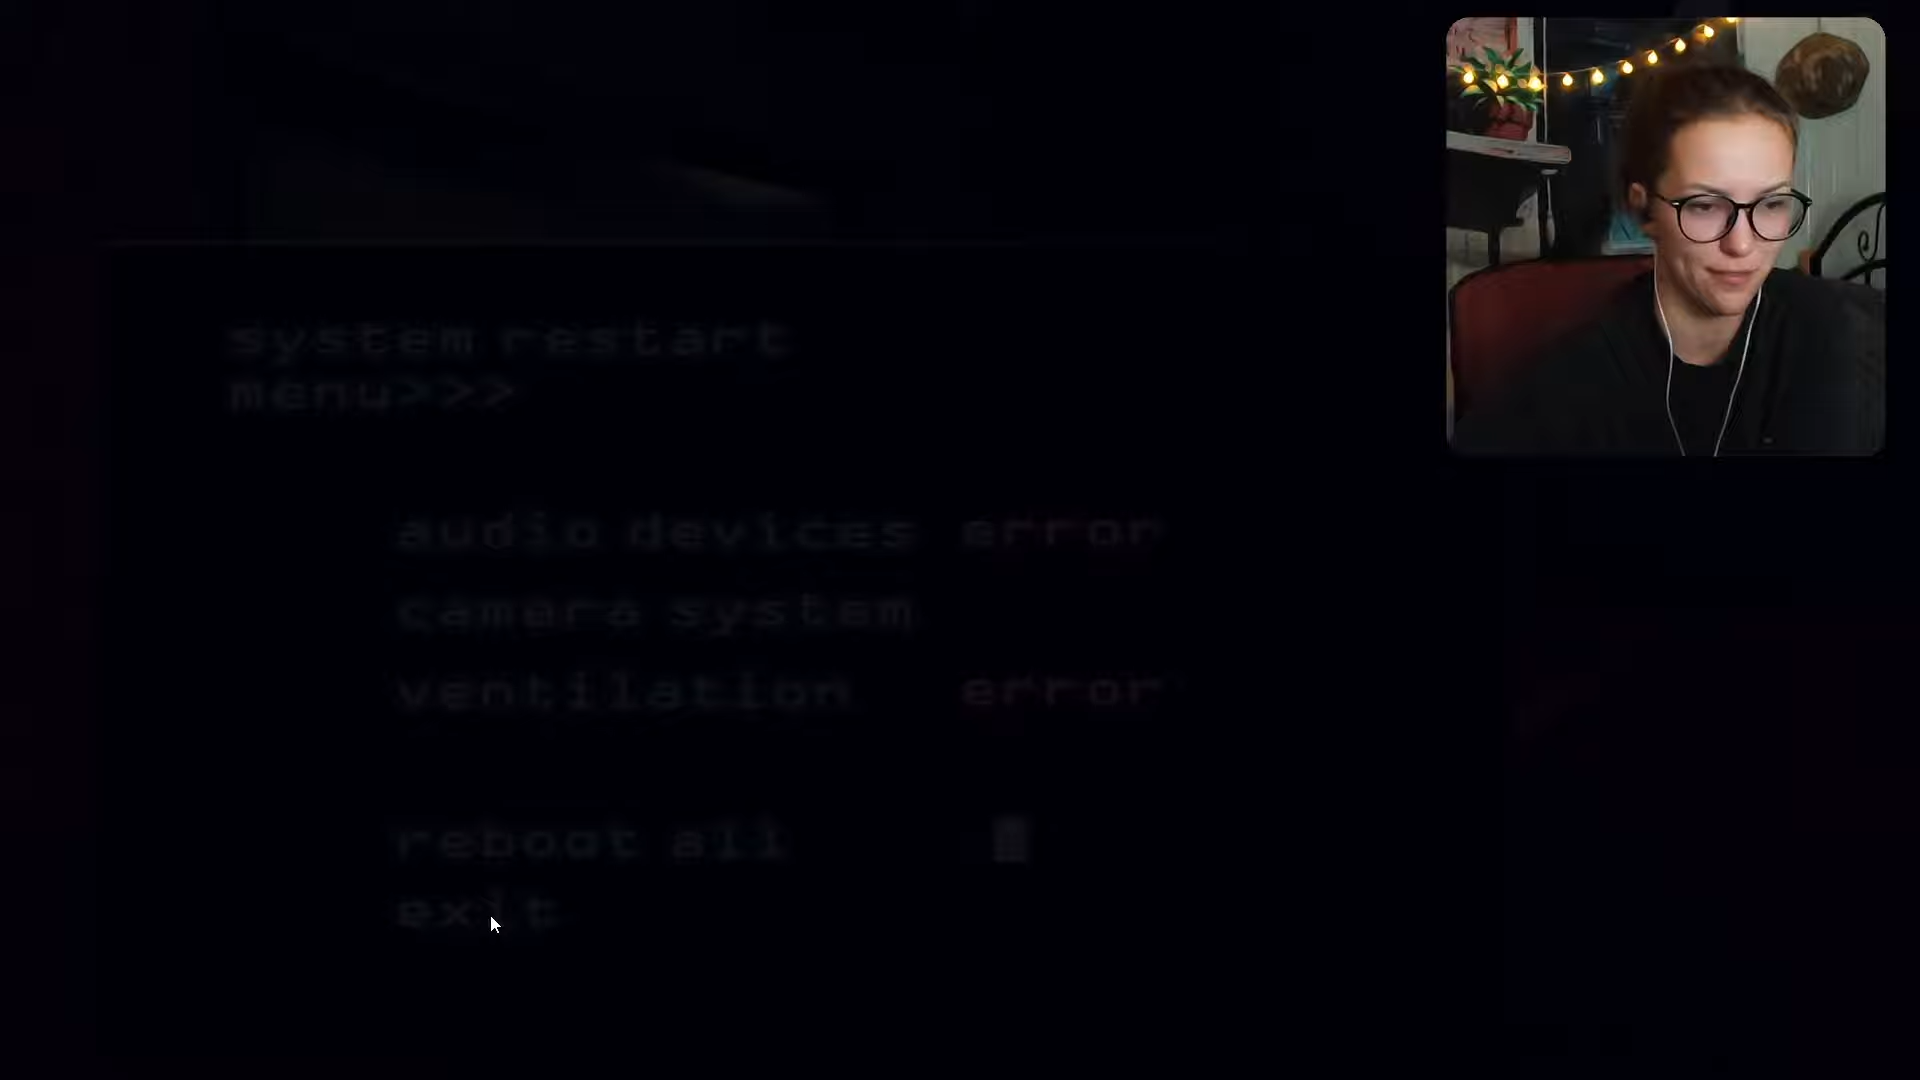 system restart
menu>>>
audio devices error
camera system
ventilation error
reboot all
exit